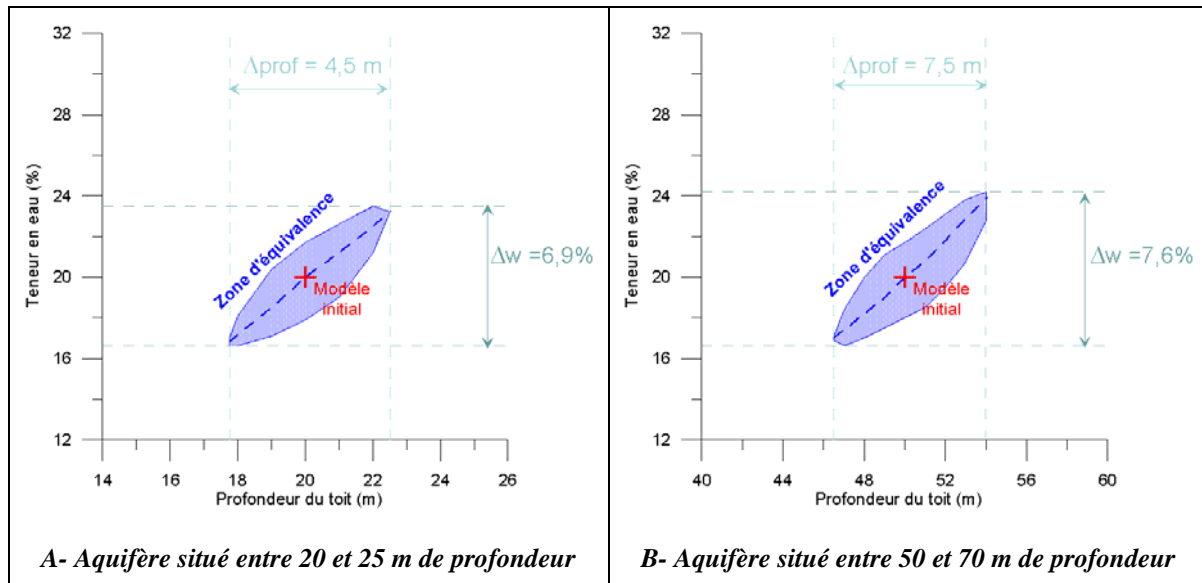 32
28
24
20
16
12
Teneur en eau (%)
Δprof = 4,5 m
Zone d'équivalence
Modèle
initial
Δw =6,9%
14 16 18 20 22 24 26
Profondeur du toit (m)
A- Aquifère situé entre 20 et 25 m de profondeur
32
28
24
20
16
12
Teneur en eau (%)
Δprof = 7,5 m
Zone d'équivalence
Modèle
initial
Δw =7,6%
40 44 48 52 56 60
Profondeur du toit (m)
B- Aquifère situé entre 50 et 70 m de profondeur